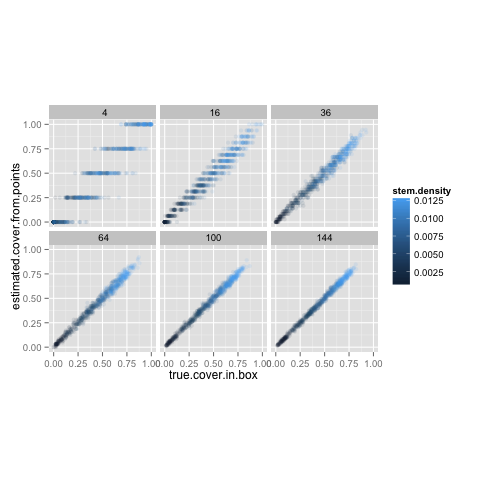 4 16 36
1.00
0.75
0.50
0.25
0.00
64 100 144
1.00
0.75
0.50
0.25
0.00
0.00 0.25 0.50 0.75 1.00 0.00 0.25 0.50 0.75 1.00 0.00 0.25 0.50 0.75 1.00
true.cover.in.box
estimated.cover.from.points
stem.density
0.0125
0.0100
0.0075
0.0050
0.0025